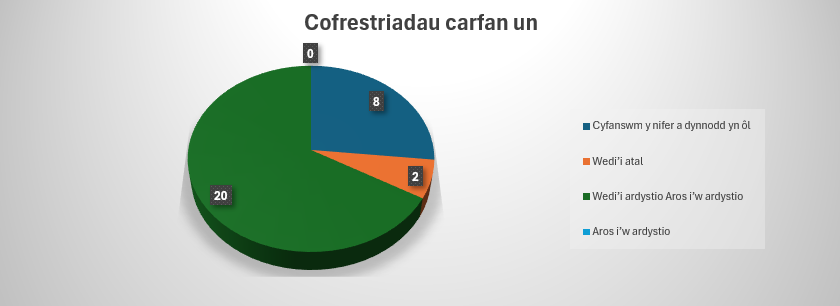 Cofrestriadau carfan un
0
8
2
20
Cyfanswm y nifer a dynnodd yn ôl
Wedi'i atal
Wedi'i ardystio Aros i'w ardystio
Aros i'w ardystio